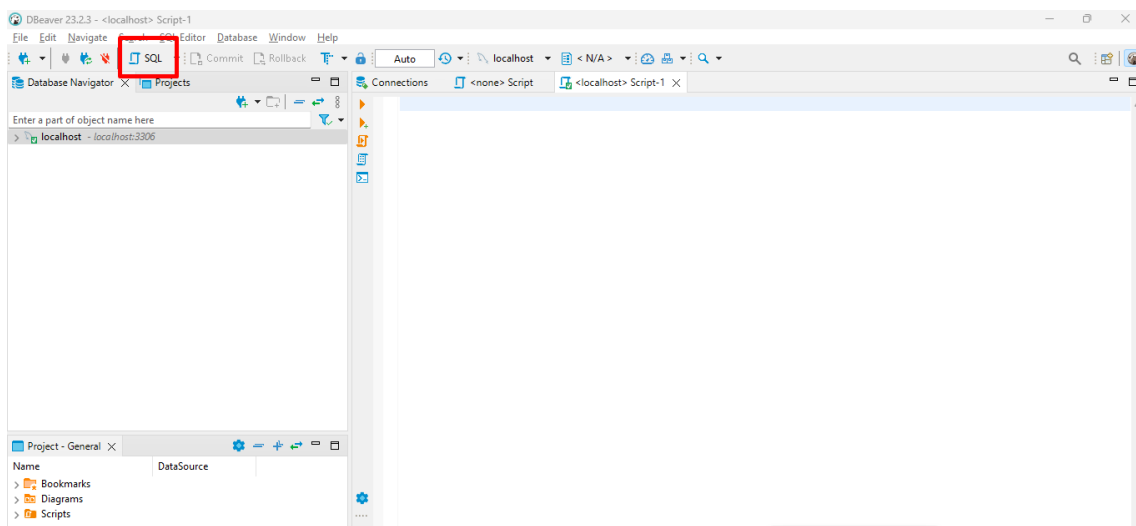 DBeaver 23.2.3 - <localhost> Script-1
File Edit Navigate Search SQL Editor Database Window Help
SQL Commit Rollback Auto localhost < N/A >
Database Navigator Projects Connections <none> Script <localhost> Script-1
Enter a part of object name here
localhost - localhost:3306
Project - General
Name DataSource
Bookmarks
Diagrams
Scripts